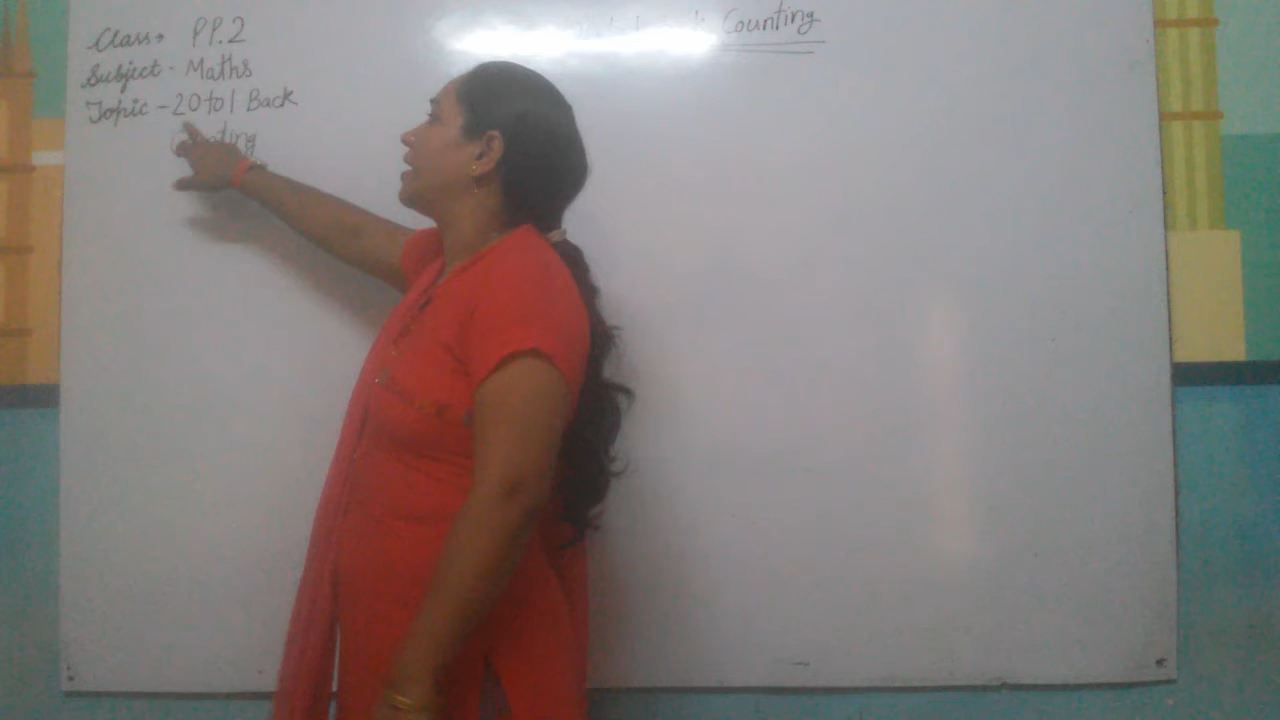 Class→ PP.2
Subject - Maths
Topic - 20 to 1 Back
Counting
Counting